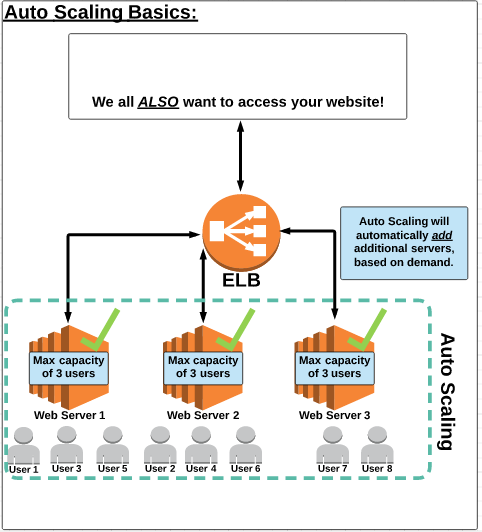 Auto Scaling Basics:
We all ALSO want to access your website!
Auto Scaling will
automatically add
additional servers,
based on demand.
ELB
Max capacity
of 3 users
Max capacity
of 3 users
Max capacity
of 3 users
Web Server 1
Web Server 2
Web Server 3
Auto Scaling
User 1
User 3
User 5
User 2
User 4
User 6
User 7
User 8